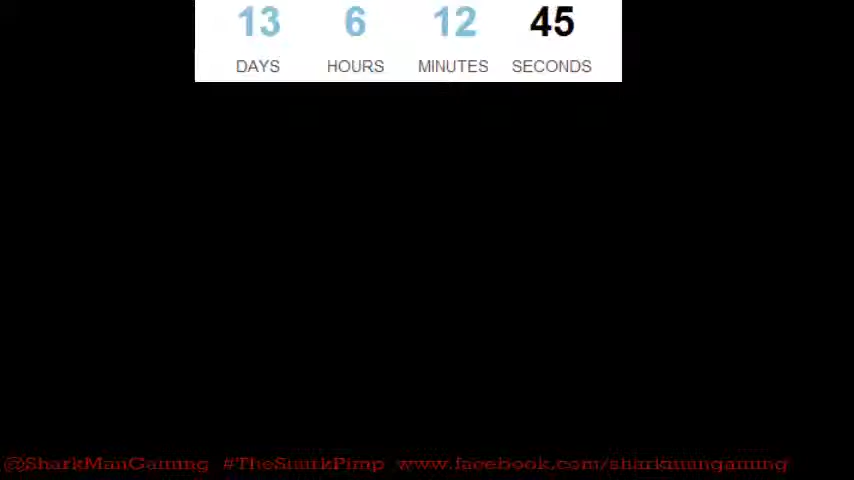 13 6 12 45
DAYS HOURS MINUTES SECONDS
@SharkManGaming #TheSharkPimp www.facebook.com/sharkmangaming